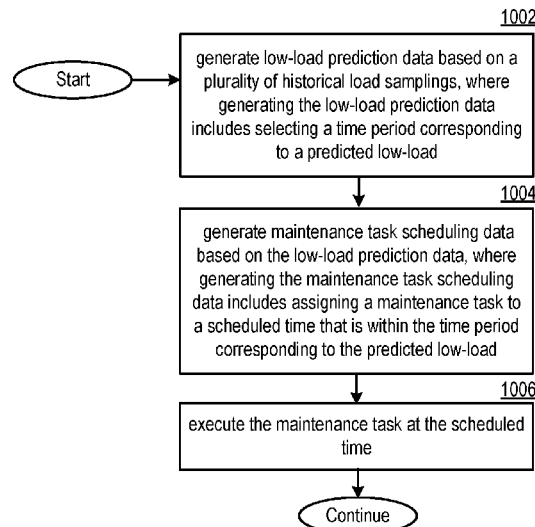 1002
Start
generate low-load prediction data based on a
plurality of historical load samplings, where
generating the low-load prediction data
includes selecting a time period corresponding
to a predicted low-load
1004
generate maintenance task scheduling data
based on the low-load prediction data, where
generating the maintenance task scheduling
data includes assigning a maintenance task to
a scheduled time that is within the time period
corresponding to the predicted low-load
1006
execute the maintenance task at the scheduled
time
Continue